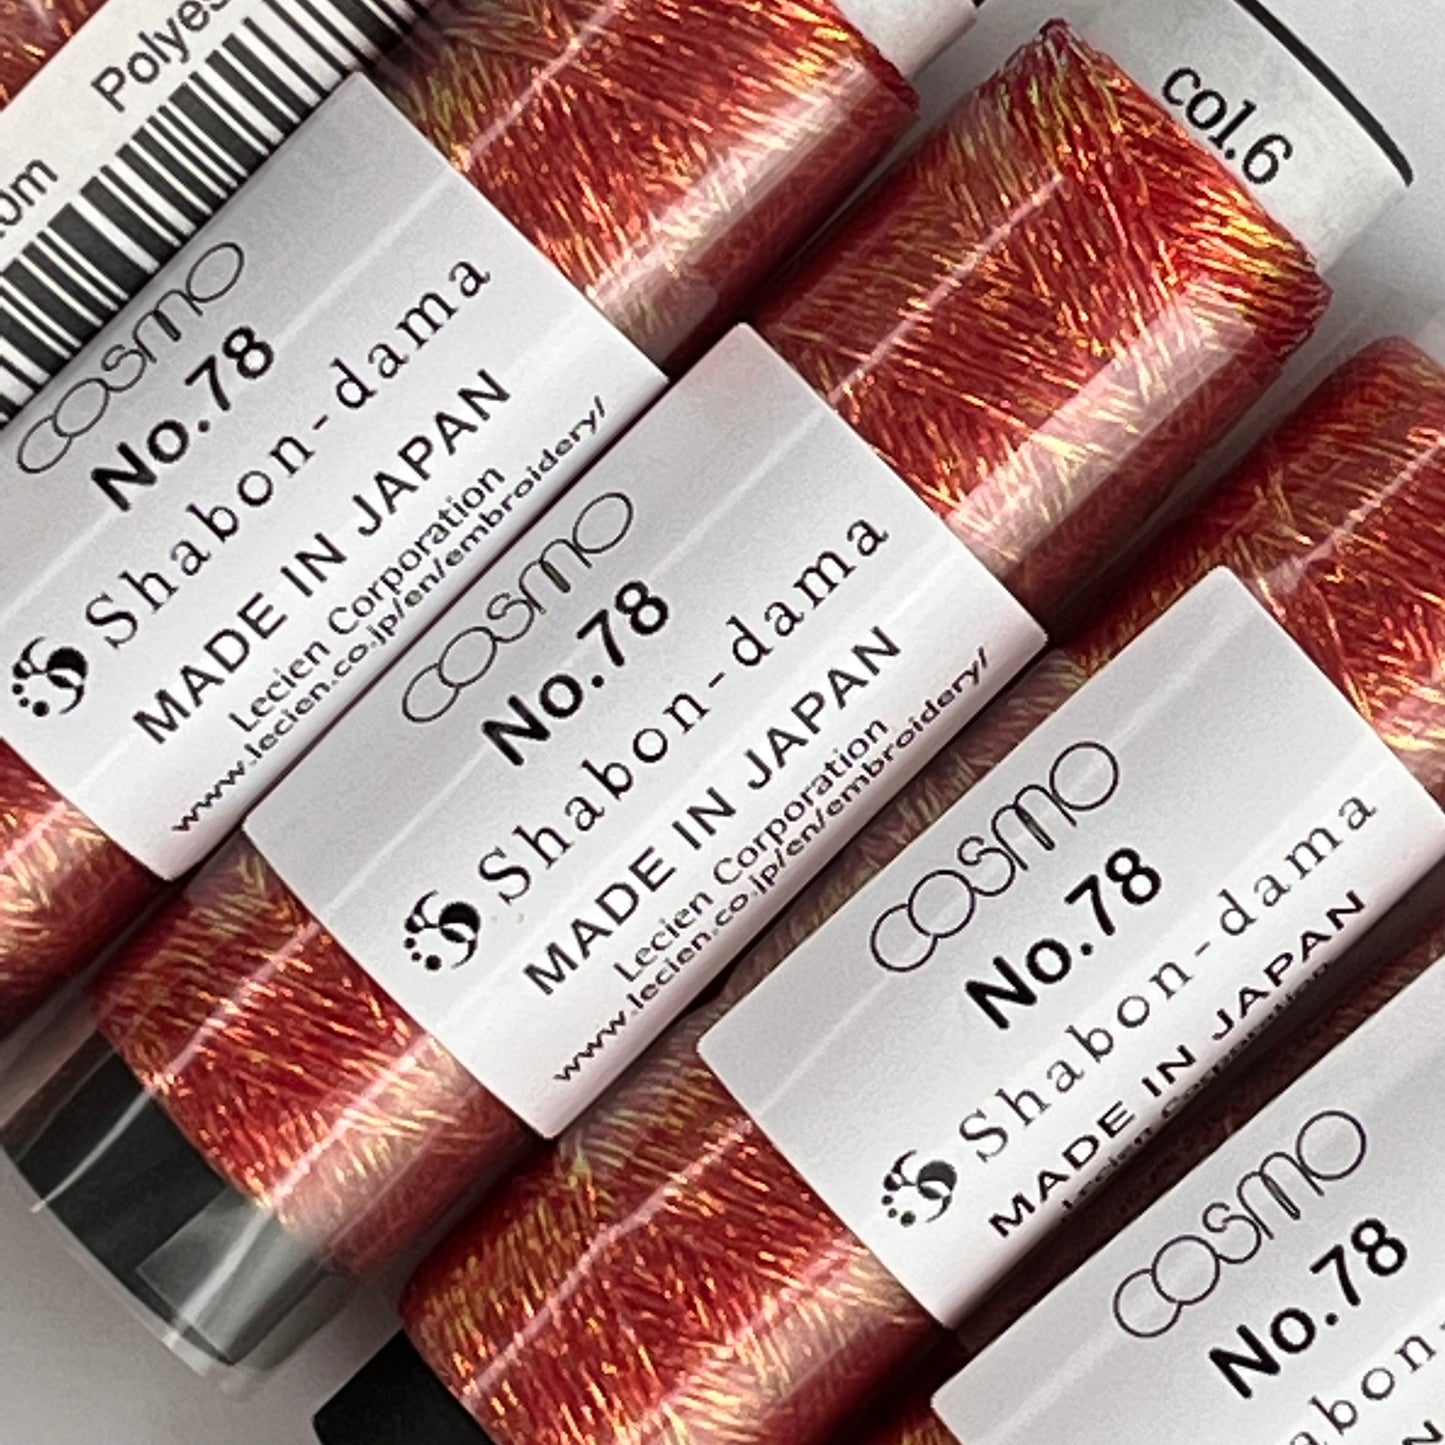 col.6
COSMO
No.78
Shabon-dama
MADE IN JAPAN
Lecien Corporation
www.lecien.co.jp/en/embroidery/
COSMO
No.78
Shabon-dama
MADE IN JAPAN
Lecien Corporation
www.lecien.co.jp/en/embroidery/
COSMO
No.78
Shabon-dama
MADE IN JAPAN
Lecien Corporation
COSMO
No.78